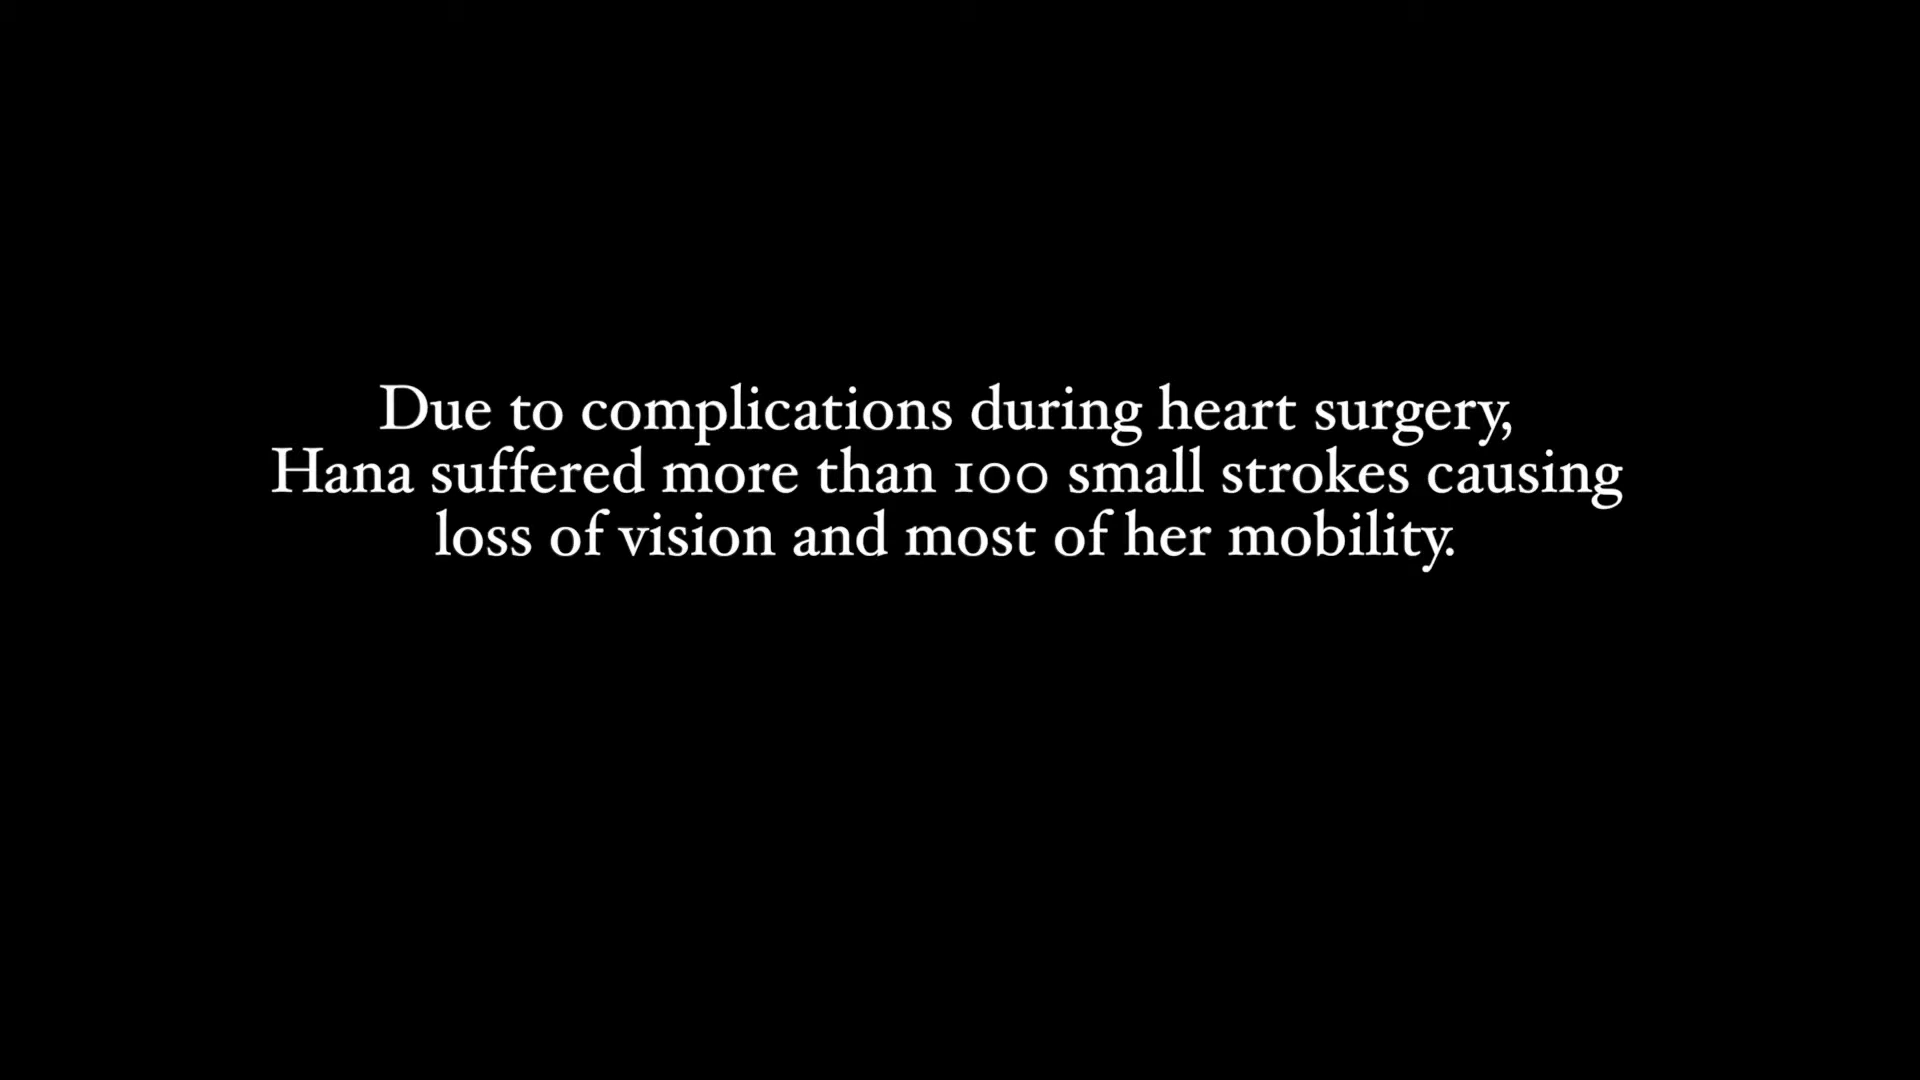 Due to complications during heart surgery,
Hana suffered more than 100 small strokes causing
loss of vision and most of her mobility.